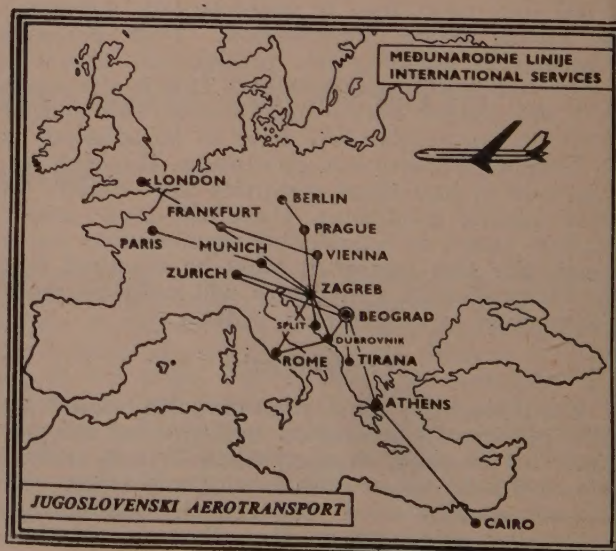 MEĐUNARODNE LINIJE
INTERNATIONAL SERVICES
LONDON
BERLIN
FRANKFURT
PRAGUE
PARIS
MUNICH
VIENNA
ZURICH
ZAGREB
BEOGRAD
SPLIT
DUBROVNIK
ROME
TIRANA
ATHENS
JUGOSLOVENSKI AEROTRANSPORT
CAIRO